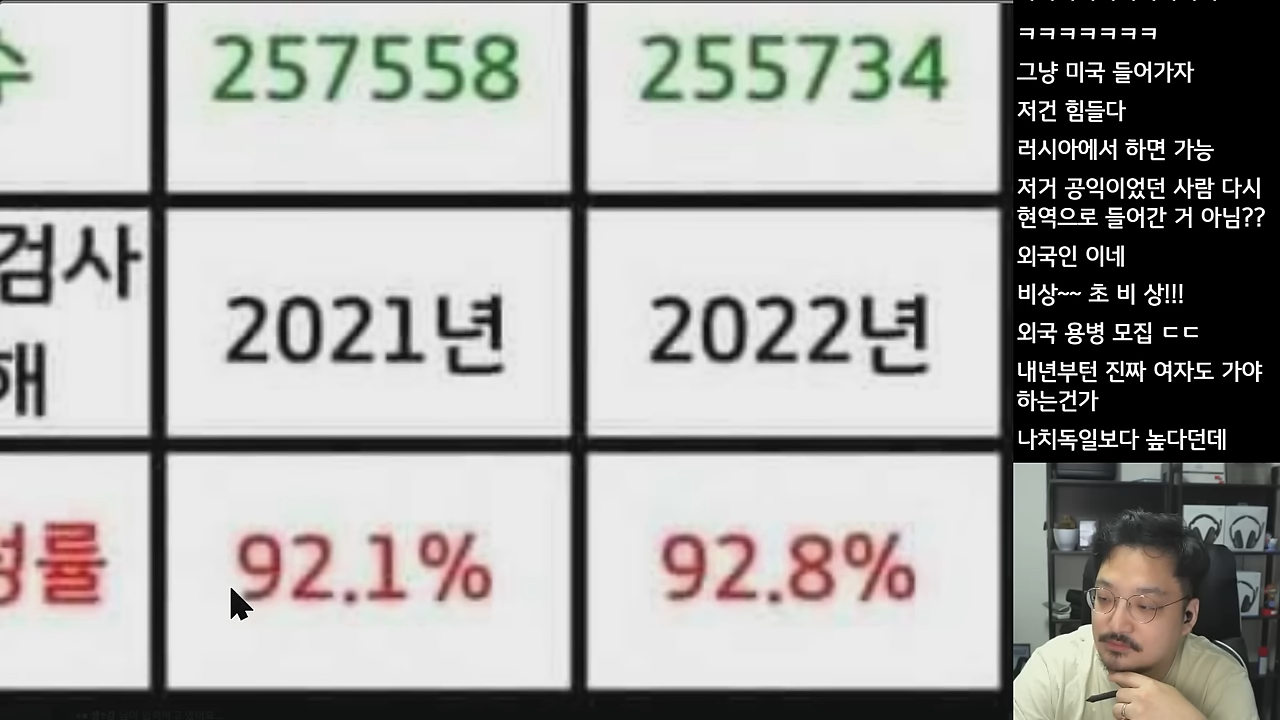 수
257558
255734
검사
2021년
2022년
해
률
92.1%
92.8%
ㅋㅋㅋㅋㅋㅋㅋ
그냥 미국 들어가자
저건 힘들다
러시아에서 하면 가능
저거 공익이었던 사람 다시
현역으로 들어간 거 아님??
외국인 이네
비상~~ 초 비 상!!!
외국 용병 모집 ㄷㄷ
내년부턴 진짜 여자도 가야
하는건가
나치독일보다 높다던데